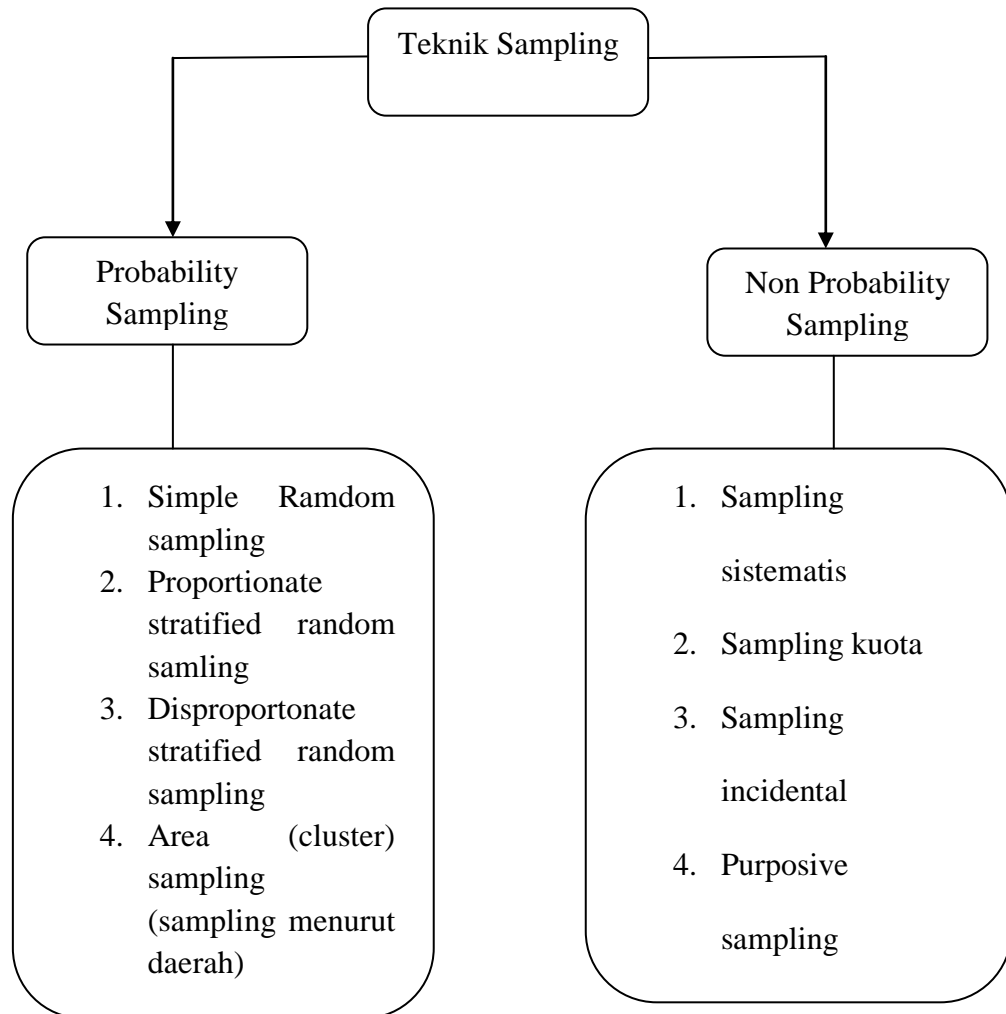 Teknik Sampling
Probability
Sampling
Non Probability
Sampling
1. Simple Ramdom
sampling
2. Proportionate
stratified random
samling
3. Disproportonate
stratified random
sampling
4. Area (cluster)
sampling
(sampling menurut
daerah)
1. Sampling
sistematis
2. Sampling kuota
3. Sampling
incidental
4. Purposive
sampling